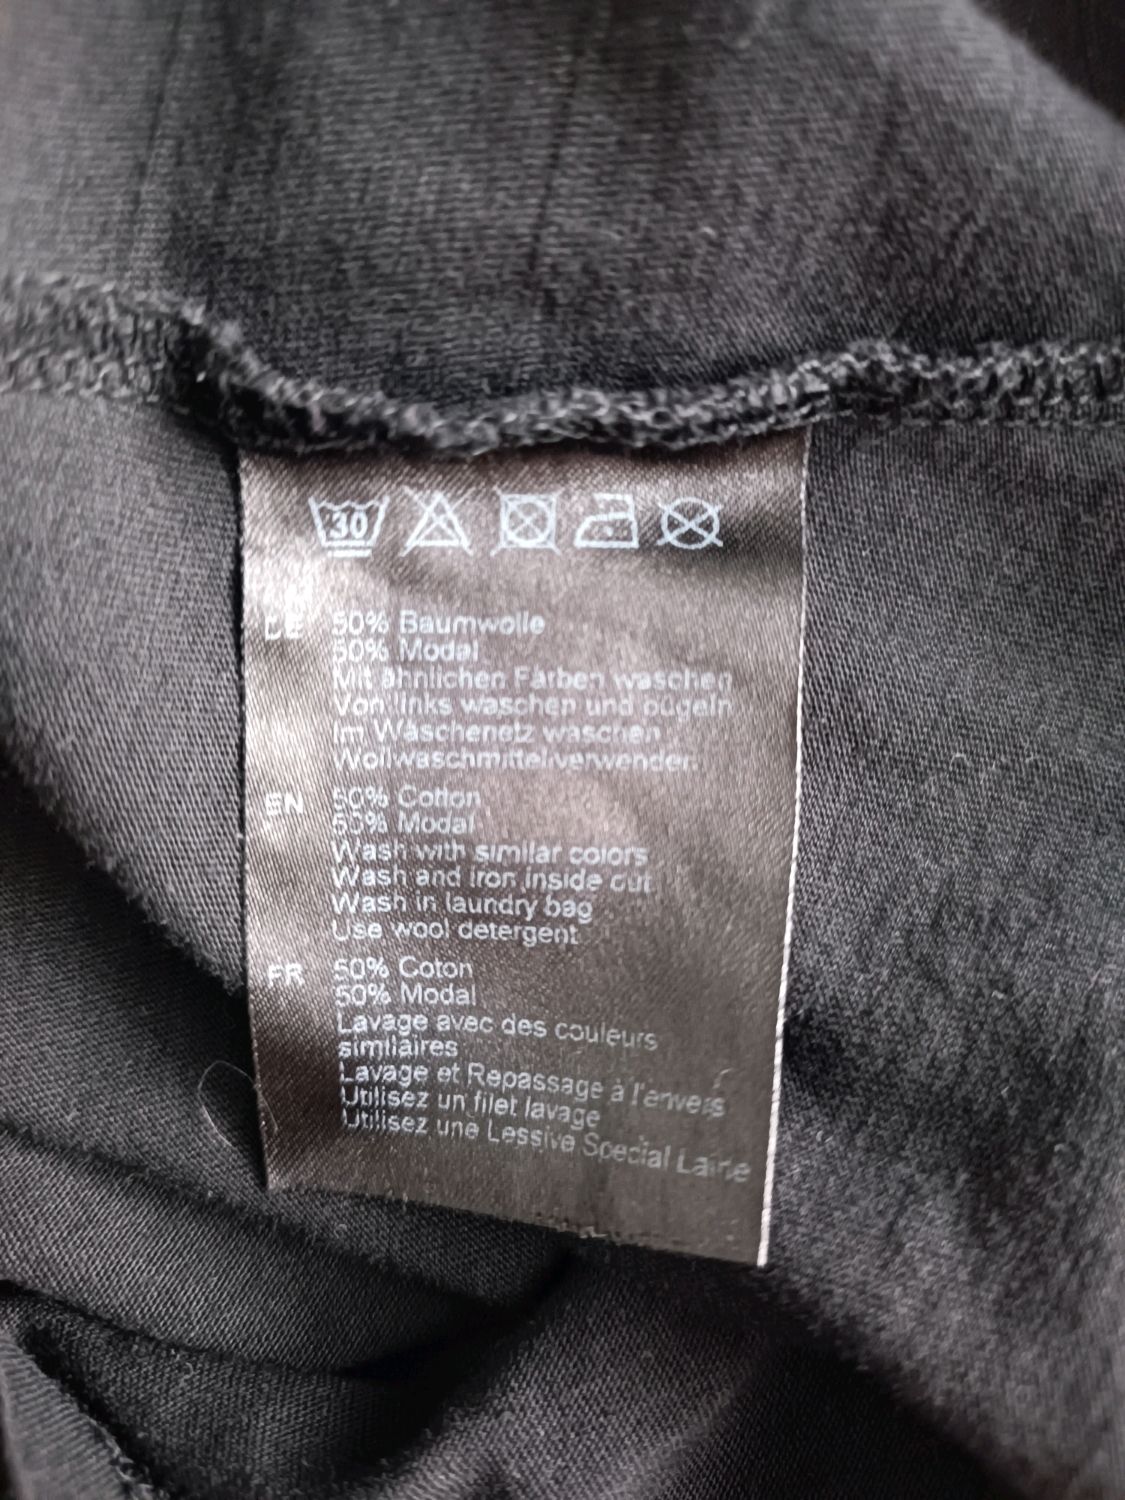 30
DE 50% Baumwolle
50% Modal
Mit ähnlichen Farben waschen
Von links waschen und bügeln
Im Wäschenetz waschen
Wollwaschmittel verwenden
EN 50% Cotton
50% Modal
Wash with similar colors
Wash and iron inside out
Wash in laundry bag
Use wool detergent
FR 50% Coton
50% Modal
Lavage avec des couleurs
similaires
Lavage et Repassage à l'envers
Utilisez un filet lavage
Utilisez une Lessive Special Laine